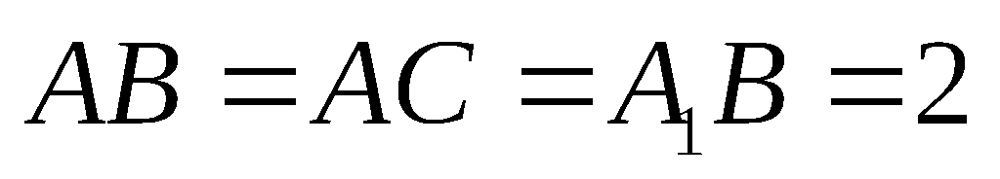 AB = AC = A₁B = 2